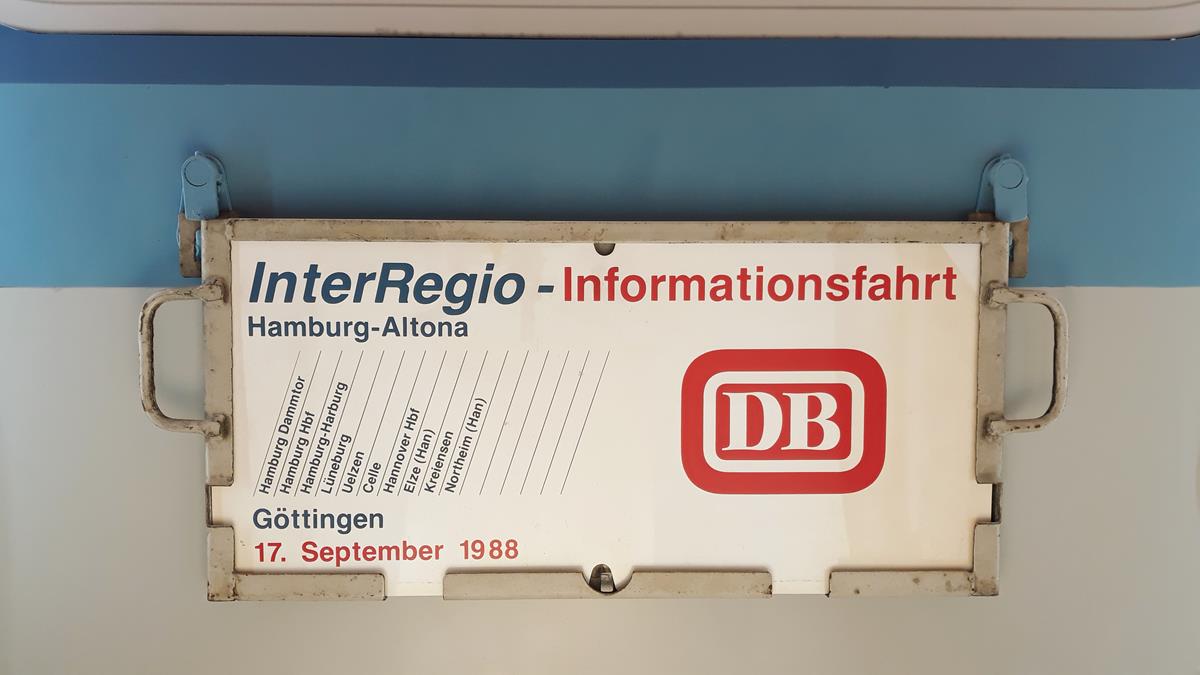 InterRegio - Informationsfahrt
Hamburg-Altona
Hamburg Dammtor
Hamburg Hbf
Hamburg-Harburg
Lüneburg
Uelzen
Celle
Hannover Hbf
Elze (Han)
Kreiensen
Northeim (Han)
DB
Göttingen
17. September 1988